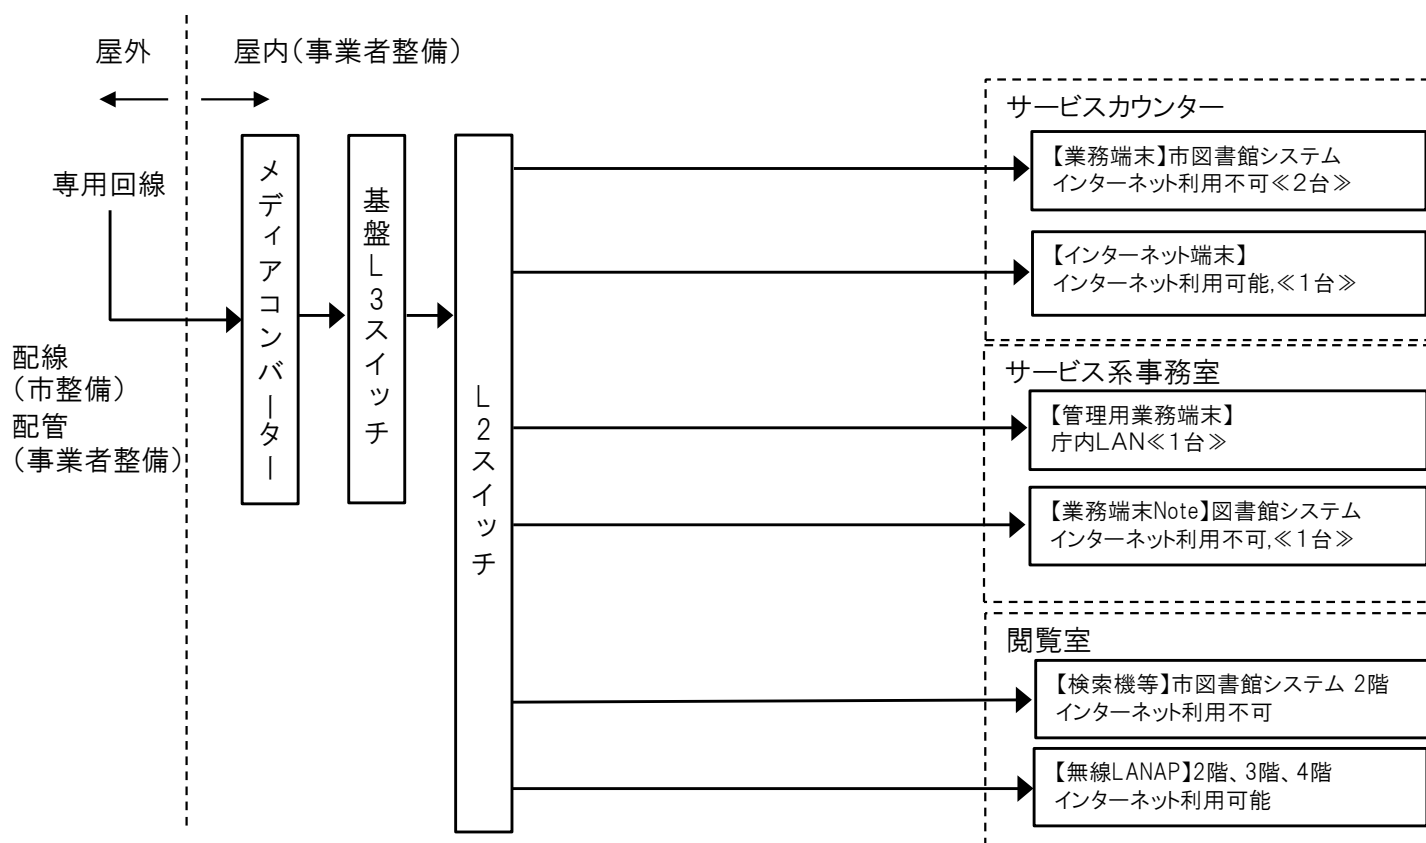 屋外
屋内(事業者整備)
専用回線
配線
(市整備)
配管
(事業者整備)
メディアコンバーター
基盤L3スイッチ
L2スイッチ
サービスカウンター
【業務端末】市図書館システム
インターネット利用不可≪2台≫
【インターネット端末】
インターネット利用可能,≪1台≫
サービス系事務室
【管理用業務端末】
庁内LAN≪1台≫
【業務端末Note】図書館システム
インターネット利用不可,≪1台≫
閲覧室
【検索機等】市図書館システム 2階
インターネット利用不可
【無線LANAP】2階、3階、4階
インターネット利用可能